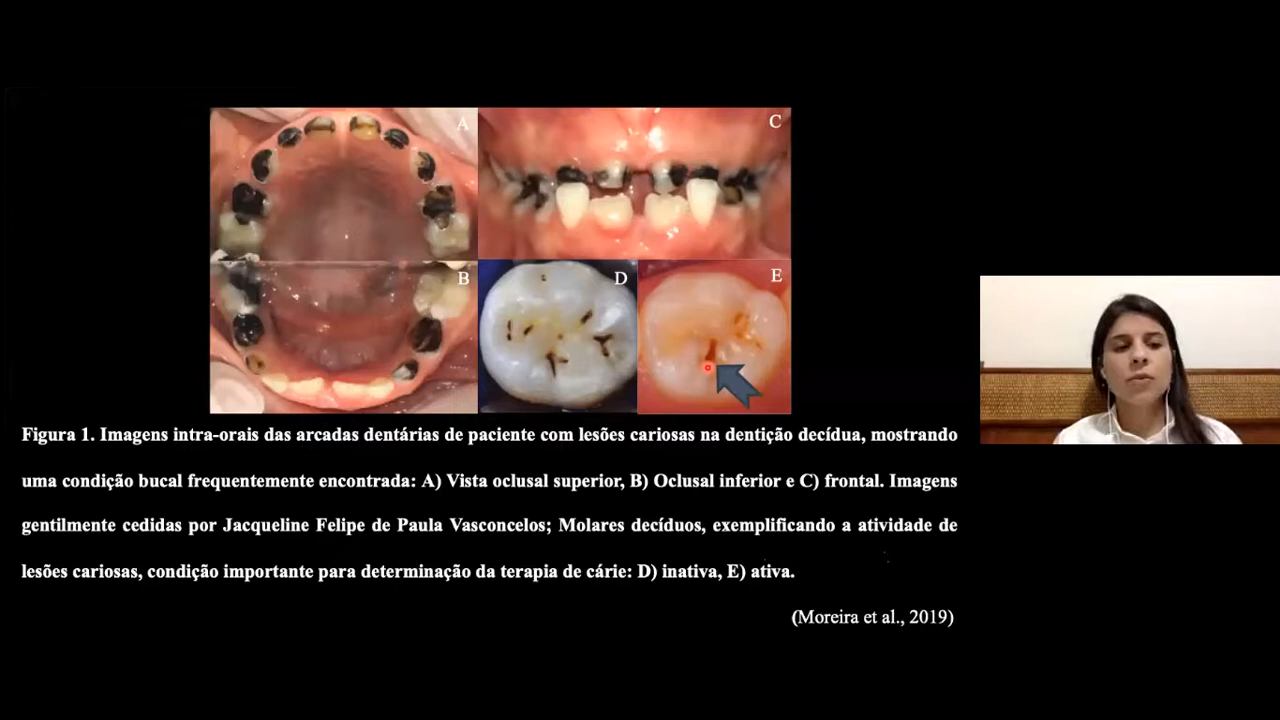 A
C
B
D
E
Figura 1. Imagens intra-orais das arcadas dentárias de paciente com lesões cariosas na dentição decídua, mostrando
uma condição bucal frequentemente encontrada: A) Vista oclusal superior, B) Oclusal inferior e C) frontal. Imagens
gentilmente cedidas por Jacqueline Felipe de Paula Vasconcelos; Molares decíduos, exemplificando a atividade de
lesões cariosas, condição importante para determinação da terapia de cárie: D) inativa, E) ativa.
(Moreira et al., 2019)